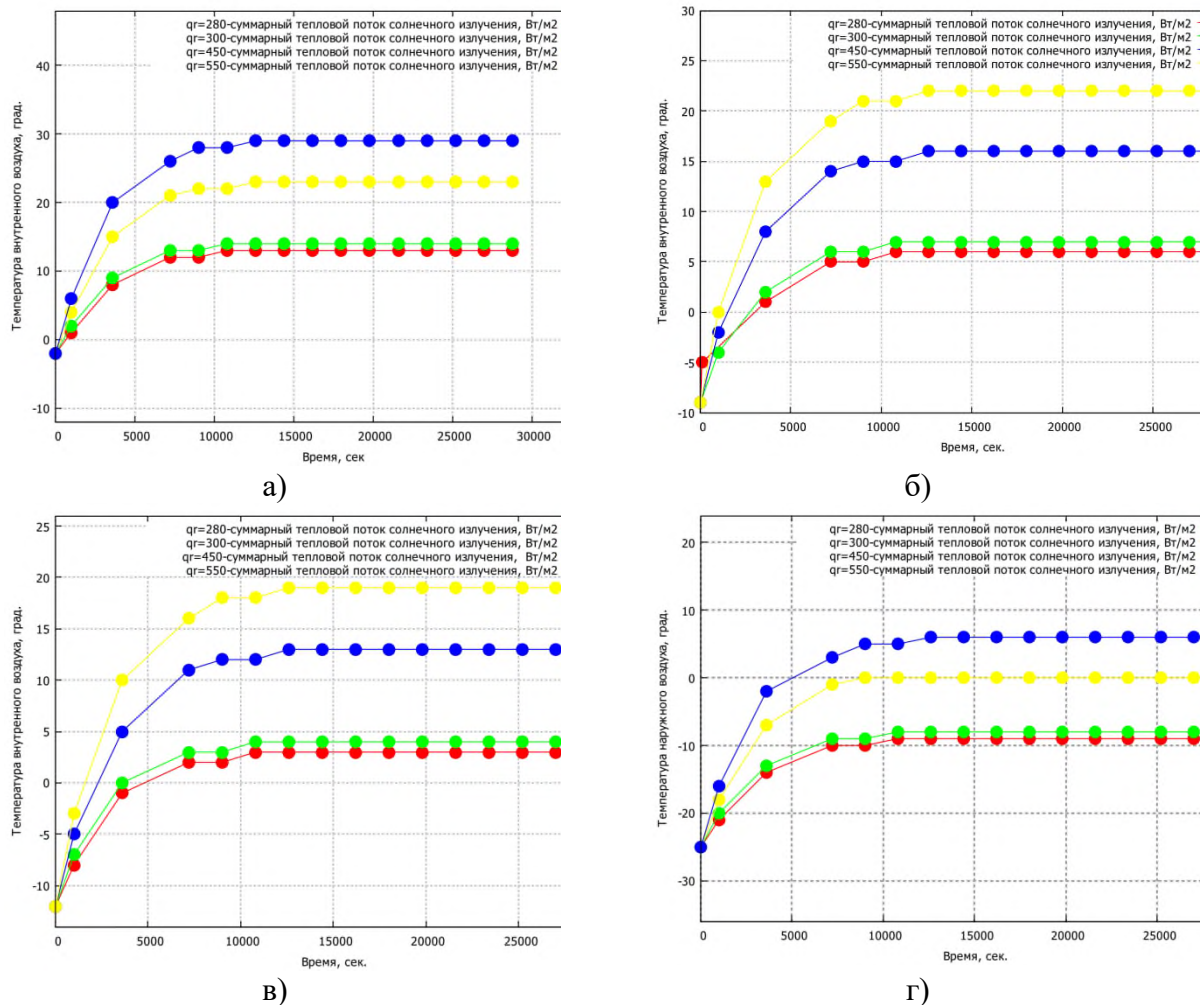 qr=280-суммарный тепловой поток солнечного излучения, Вт/м2
qr=300-суммарный тепловой поток солнечного излучения, Вт/м2
qr=450-суммарный тепловой поток солнечного излучения, Вт/м2
qr=550-суммарный тепловой поток солнечного излучения, Вт/м2
Температура внутренного воздуха, град.
40
30
20
10
0
-10
0 5000 10000 15000 20000 25000 30000
Время, сек
а)
qr=280-суммарный тепловой поток солнечного излучения, Вт/м2
qr=300-суммарный тепловой поток солнечного излучения, Вт/м2
qr=450-суммарный тепловой поток солнечного излучения, Вт/м2
qr=550-суммарный тепловой поток солнечного излучения, Вт/м2
Температура внутренного воздуха, град.
30
25
20
15
10
5
0
-5
-10
0 5000 10000 15000 20000 25000
Время, сек.
б)
qr=280-суммарный тепловой поток солнечного излучения, Вт/м2
qr=300-суммарный тепловой поток солнечного излучения, Вт/м2
qr=450-суммарный тепловой поток солнечного излучения, Вт/м2
qr=550-суммарный тепловой поток солнечного излучения, Вт/м2
Температура внутренного воздуха, град.
25
20
15
10
5
0
-5
-10
0 5000 10000 15000 20000 25000
Время, сек.
в)
qr=280-суммарный тепловой поток солнечного излучения, Вт/м2
qr=300-суммарный тепловой поток солнечного излучения, Вт/м2
qr=450-суммарный тепловой поток солнечного излучения, Вт/м2
qr=550-суммарный тепловой поток солнечного излучения, Вт/м2
Температура наружного воздуха, град.
20
10
0
-10
-20
-30
0 5000 10000 15000 20000 25000
Время, сек.
г)